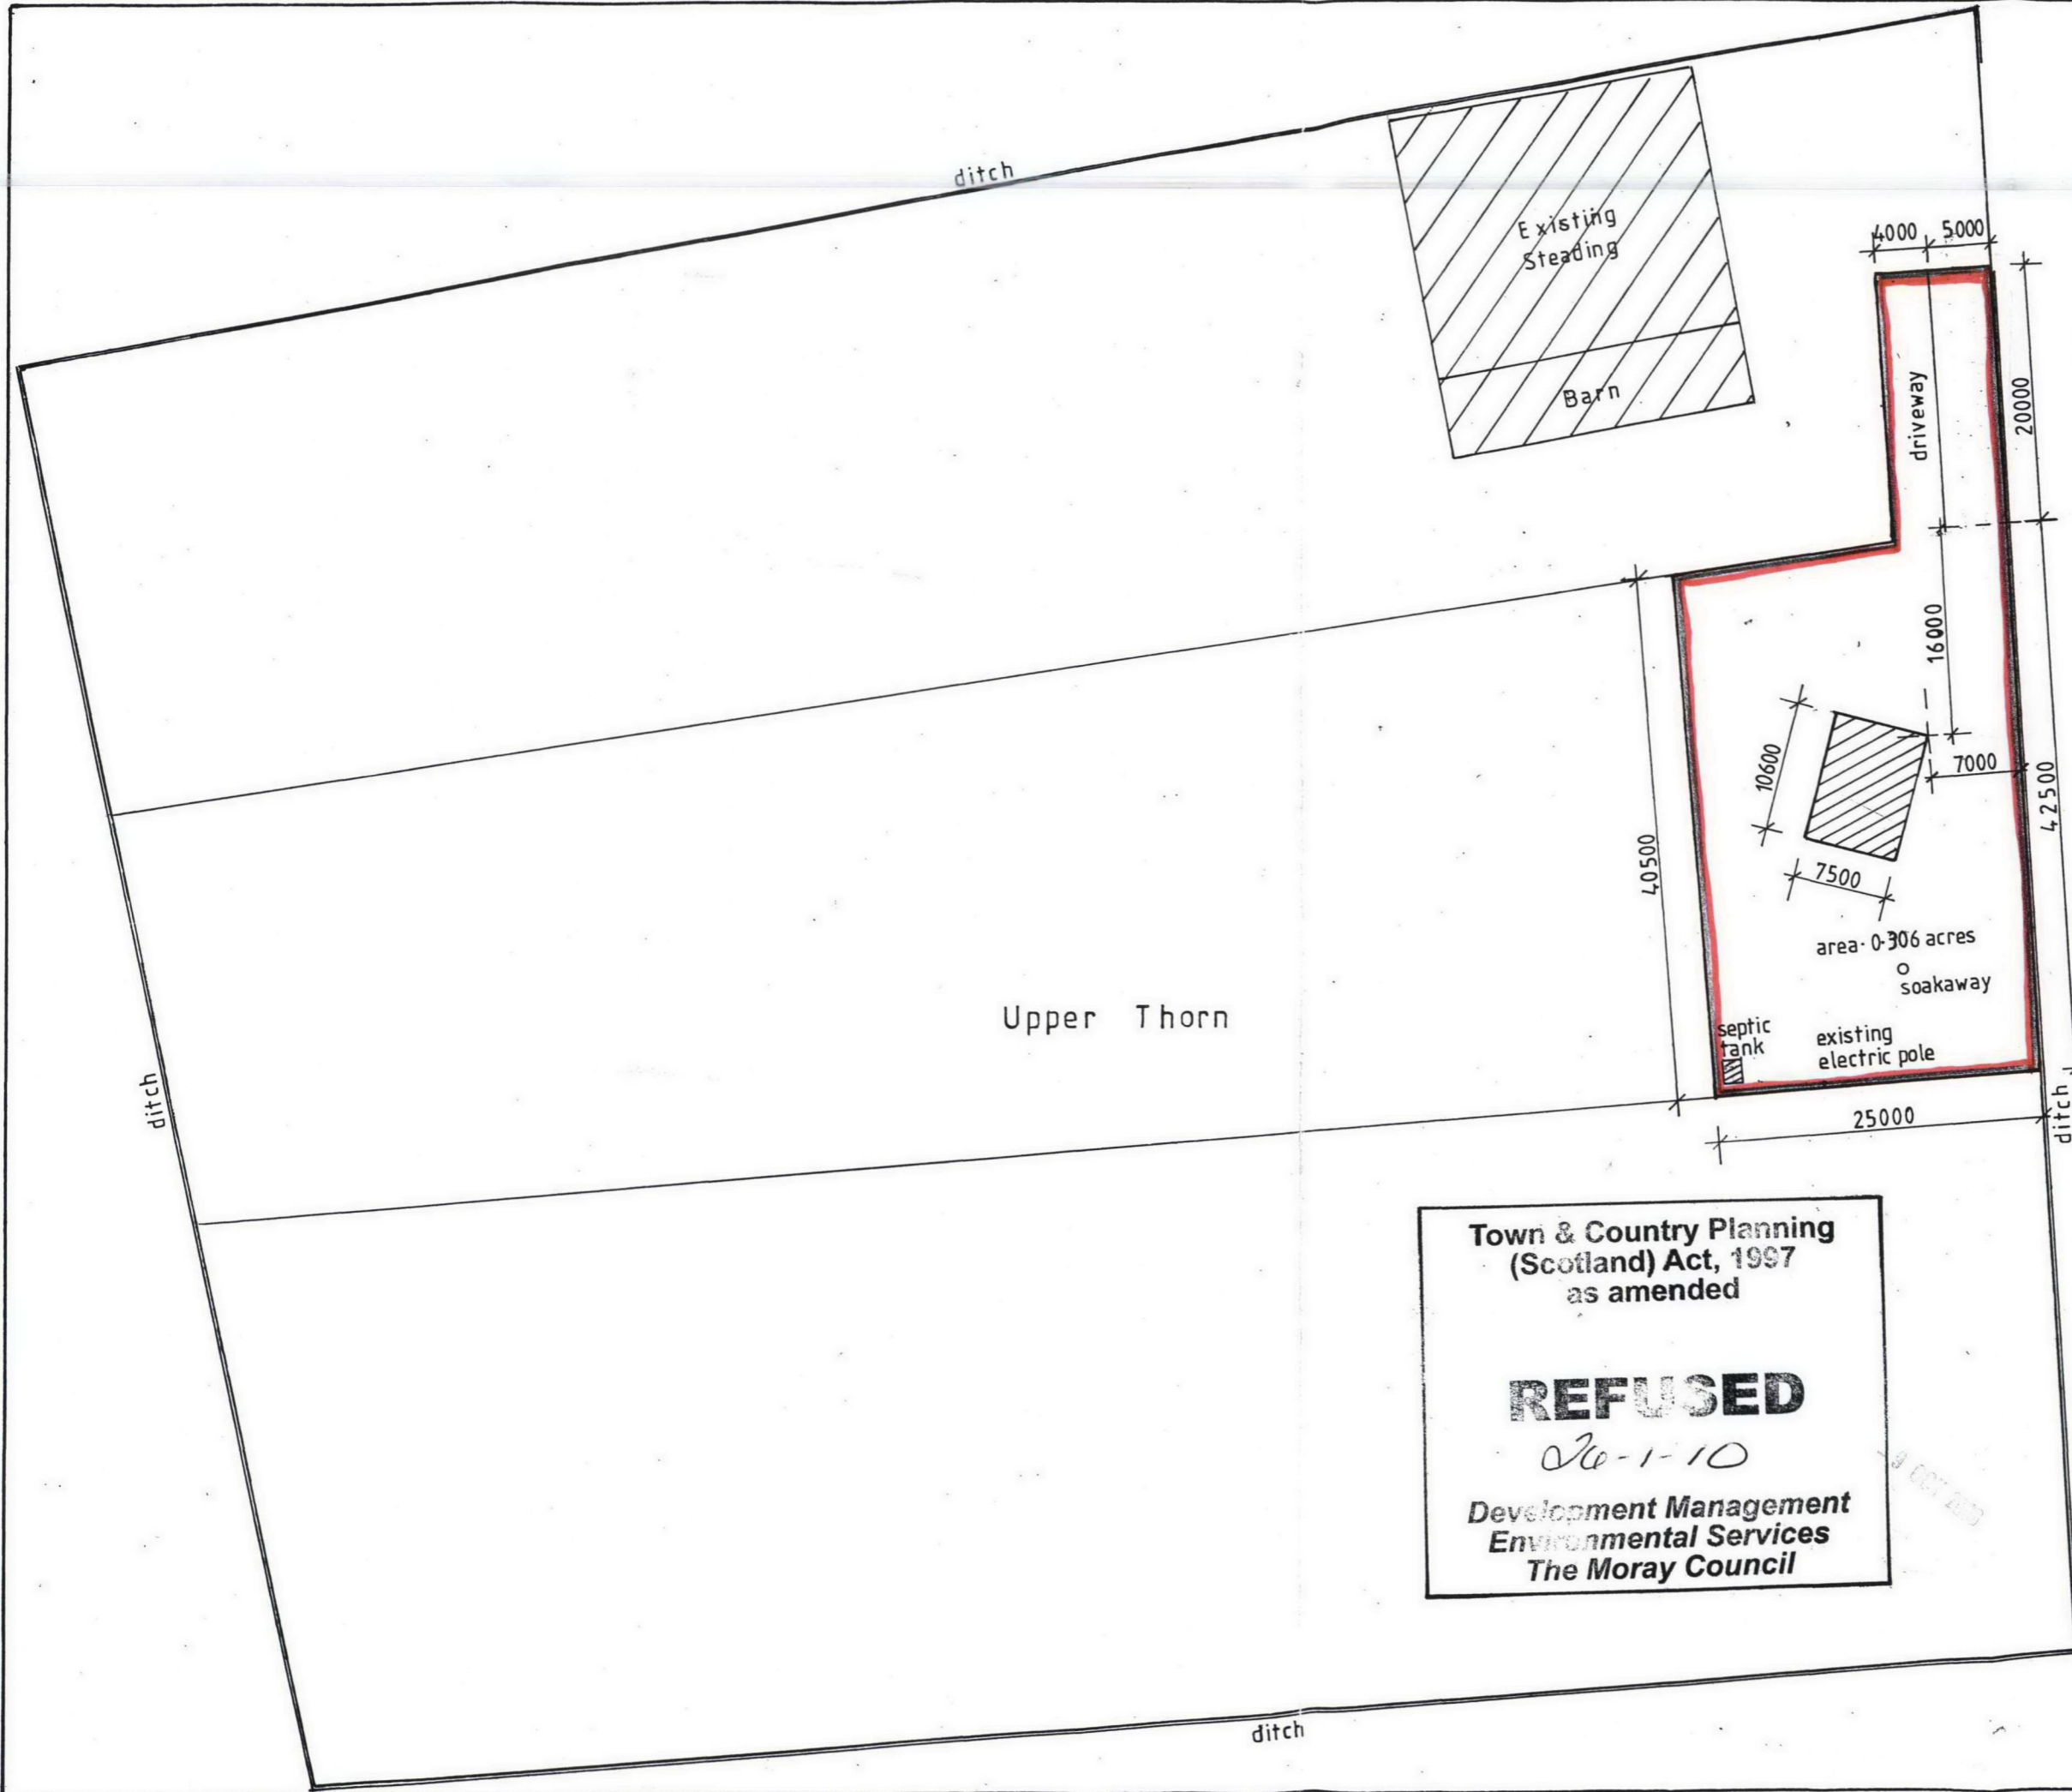 ditch
Existing
Steading
Barn
4000
5000
driveway
20000
16000
10600
7000
7500
42500
40500
area· 0·306 acres
soakaway
septic
tank
existing
electric pole
25000
ditch
Upper Thorn
ditch
Town & Country Planning
(Scotland) Act, 1997
as amended
REFUSED
26-1-10
Development Management
Environmental Services
The Moray Council
ditch